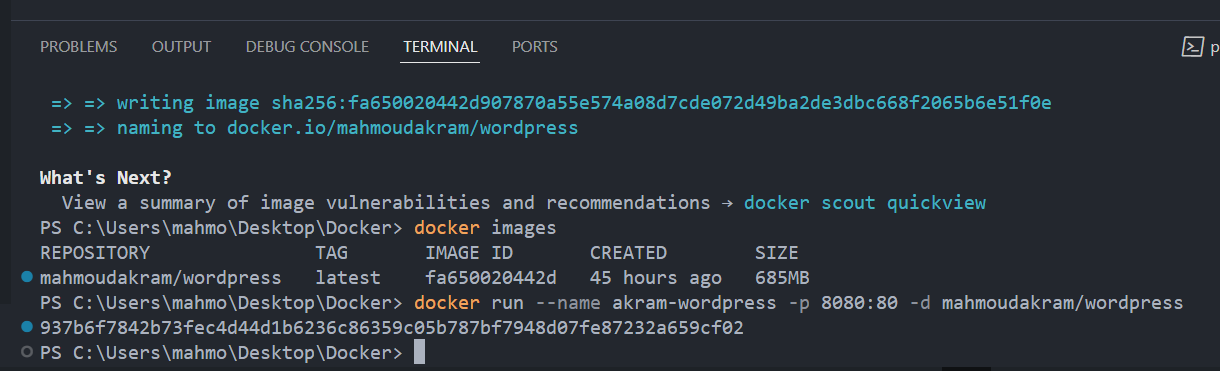 PROBLEMS OUTPUT DEBUG CONSOLE TERMINAL PORTS p
=> => writing image sha256:fa650020442d907870a55e574a08d7cde072d49ba2de3dbc668f2065b6e51f0e
=> => naming to docker.io/mahmoudakram/wordpress
What's Next?
View a summary of image vulnerabilities and recommendations → docker scout quickview
PS C:\Users\mahmo\Desktop\Docker> docker images
REPOSITORY TAG IMAGE ID CREATED SIZE
mahmoudakram/wordpress latest fa650020442d 45 hours ago 685MB
PS C:\Users\mahmo\Desktop\Docker> docker run --name akram-wordpress -p 8080:80 -d mahmoudakram/wordpress
937b6f7842b73fec4d44d1b6236c86359c05b787bf7948d07fe87232a659cf02
PS C:\Users\mahmo\Desktop\Docker>